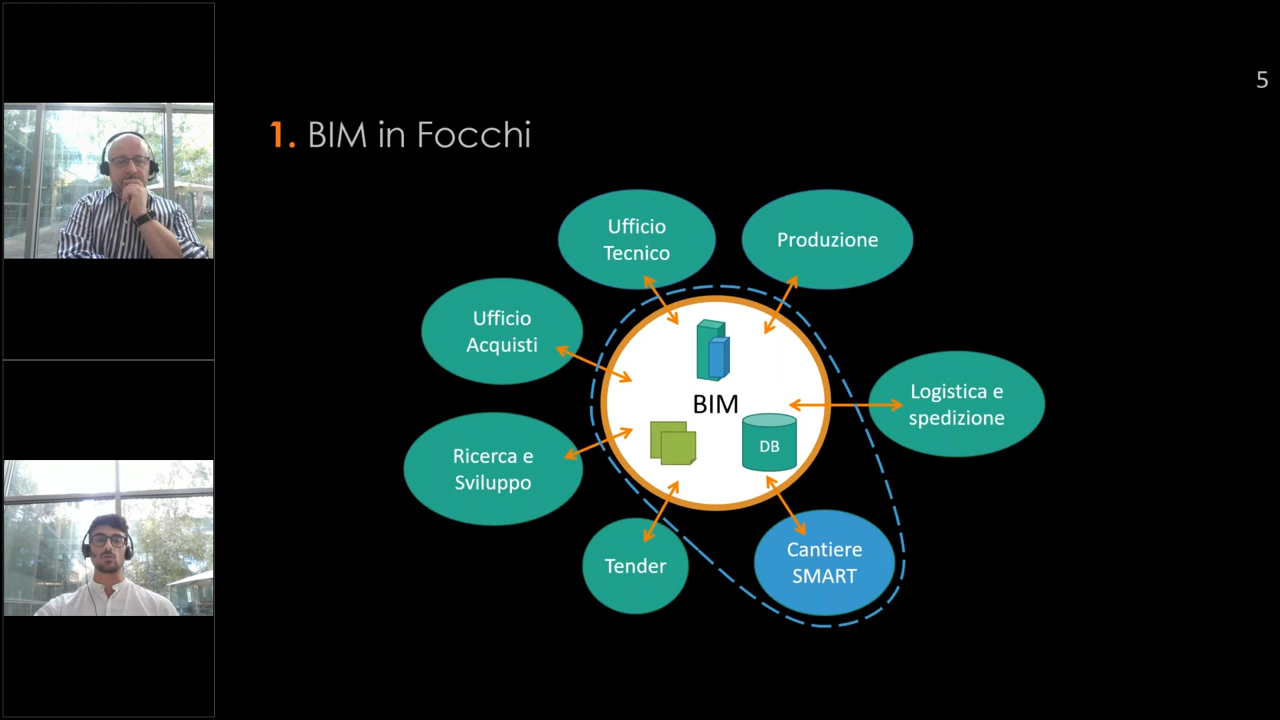 5
1. BIM in Focchi
Ufficio
Tecnico
Produzione
Ufficio
Acquisti
Logistica e
spedizione
BIM
DB
Ricerca e
Sviluppo
Cantiere
SMART
Tender